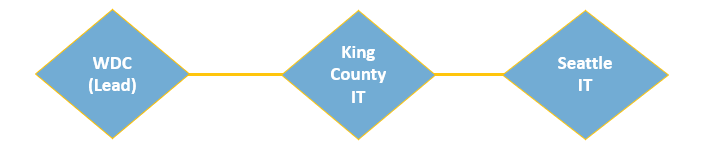 WDC
(Lead)
King
County
IT
Seattle
IT